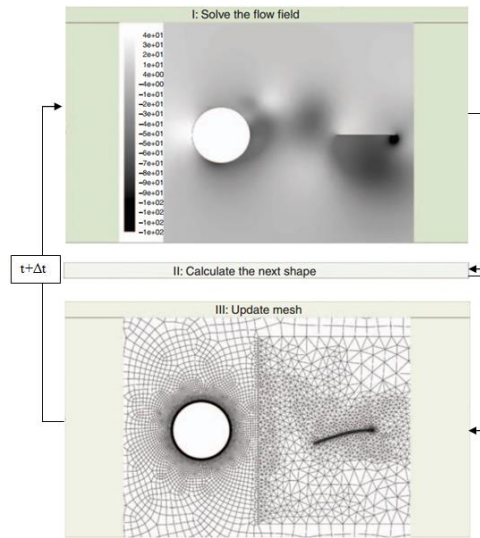 I: Solve the flow field
4e+01
3e+01
2e+01
1e+01
4e+00
−4e+00
−1e+01
−2e+01
−3e+01
−4e+01
−5e+01
−6e+01
−7e+01
−8e+01
−9e+01
−1e+02
−1e+02
−1e+02
t+Δt
II: Calculate the next shape
III: Update mesh